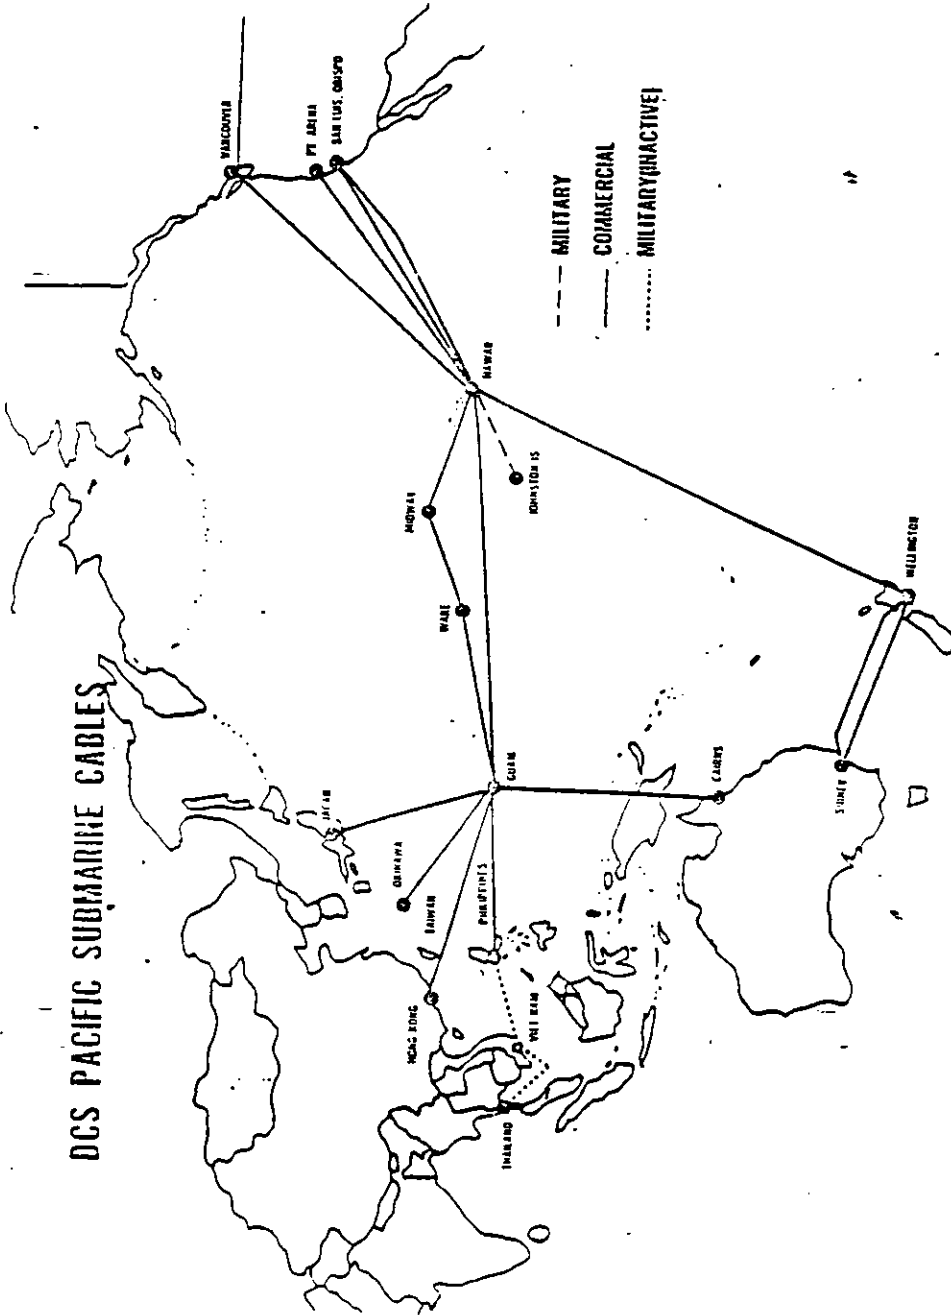 DCS PACIFIC SUBMARINE CABLES
VANCOUVER
PT ARENA
SAN LUIS OBISPO
HAWAII
JOHNSTON IS
MIDWAY
WAKE
GUAM
JAPAN
OKINAWA
TAIWAN
HONG KONG
PHILIPPINES
VIET NAM
THAILAND
CAIRNS
SIDNEY
WELLINGTON
--- MILITARY
—— COMMERCIAL
....... MILITARY(INACTIVE)